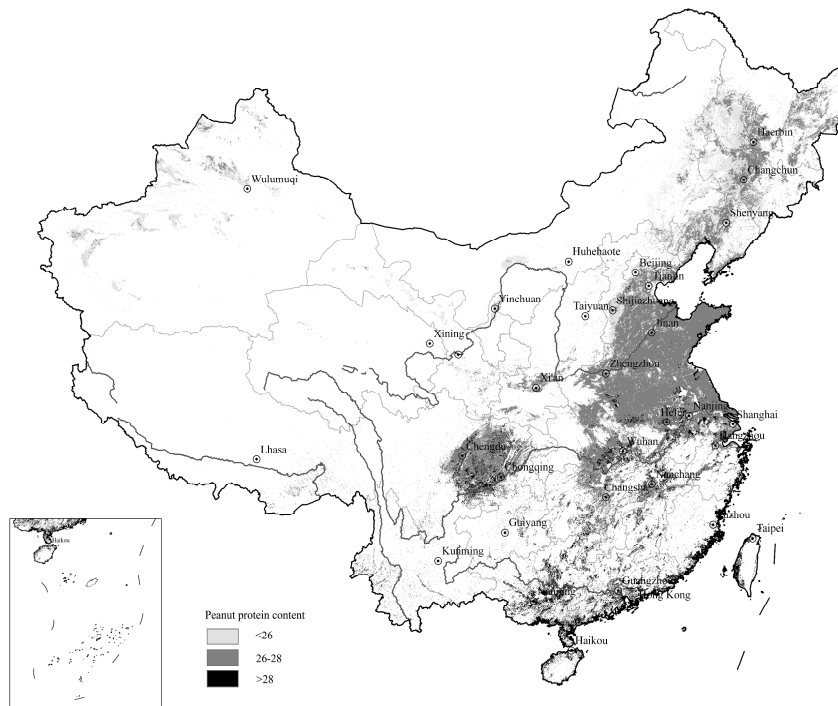 Haerbin
Wulumuqi
Changchun
Shenyang
Huhehaote
Beijing
Tianjin
Yinchuan
Taiyuan
Shijiazhuang
Jinan
Xining
Zhengzhou
Xi'an
Hefei
Nanjing
Shanghai
Hangzhou
Wuhan
Lhasa
Chengdu
Chongqing
Nanchang
Changsha
Guiyang
Taipei
Kunming
Guangzhou
Hong Kong
Haikou
Haikou
Peanut protein content
<26
26-28
>28